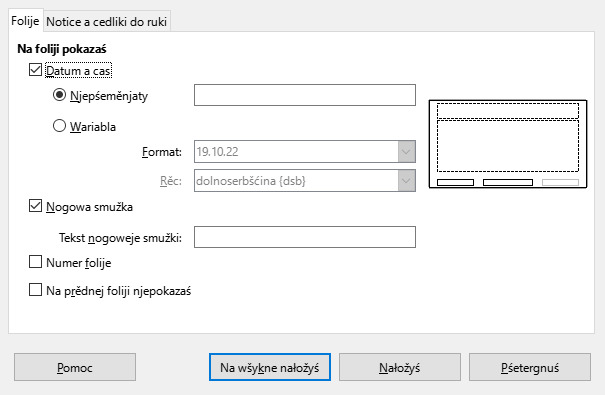 Folije Notice a cedliki do ruki
Na foliji pokazaś
Datum a cas
Njepśeměnjaty
Wariabla
Format: 19.10.22
Rěc: dolnoserbšćina {dsb}
Nogowa smužka
Tekst nogoweje smužki:
Numer folije
Na prědnej foliji njepokazaś
Pomoc Na wšykne nałožyś Nałožyś Pśetergnuś